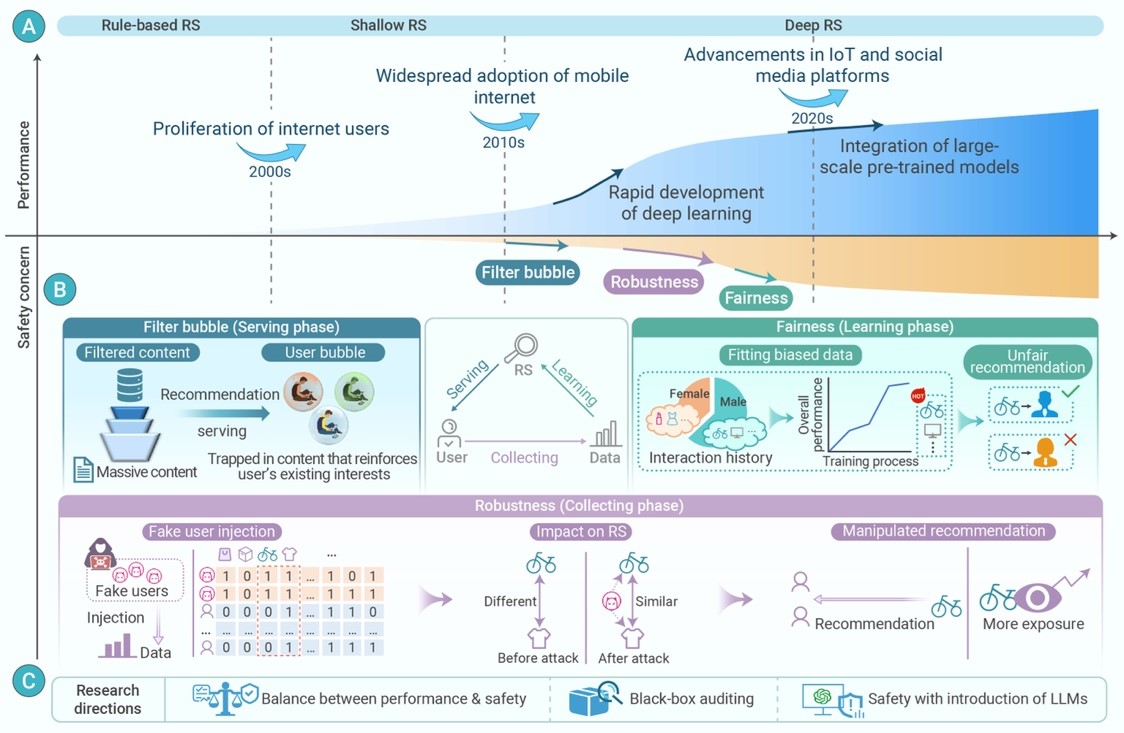 A
Rule-based RS
Shallow RS
Deep RS
Performance
Proliferation of internet users
2000s
Widespread adoption of mobile
internet
2010s
Advancements in IoT and social
media platforms
2020s
Rapid development
of deep learning
Integration of large-
scale pre-trained models
Safety concern
Filter bubble
Robustness
Fairness
B
Filter bubble (Serving phase)
Filtered content
User bubble
Recommendation
serving
Massive content
Trapped in content that reinforces
user's existing interests
RS
Serving
Learning
User
Collecting
Data
Fairness (Learning phase)
Fitting biased data
Unfair
recommendation
Female
Male
Interaction history
Overall
performance
Training process
HOT
Robustness (Collecting phase)
Fake user injection
Impact on RS
Manipulated recommendation
Fake users
Injection
Data
...
1 0 1 1 ... 1 0 1
1 0 1 1 ... 1 0 1
0 0 0 1 ... 1 1 0
... ... ... ... ... ... ... ... ...
0 0 0 1 ... 1 1 1
Different
Before attack
Similar
After attack
Recommendation
More exposure
C
Research
directions
Balance between performance & safety
Black-box auditing
Safety with introduction of LLMs